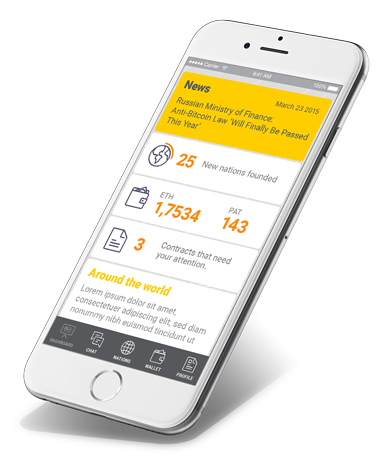 Carrier
9:41 AM
100%
News
March 23 2015
Russian Ministry of Finance:
Anti-Bitcoin Law 'Will Finally Be Passed
This Year'
25 New nations founded
ETH PAT
1,7534 143
3 Contracts that need
your attention.
Around the world
Lorem ipsum dolor sit amet,
consectetuer adipiscing elit, sed diam
nonummy nibh euismod tincidunt ut
DASHBOARD CHAT NATIONS WALLET PROFILE